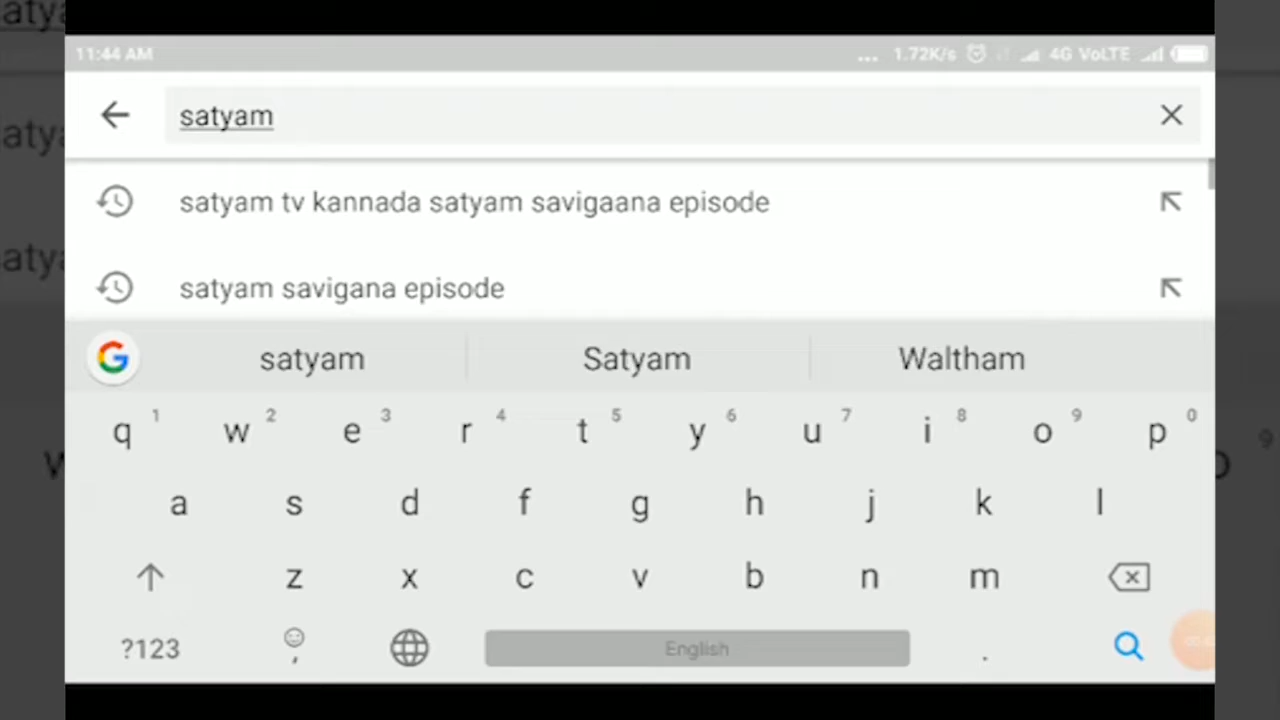 11:44 AM ... 1.72K/s 4G VoLTE
satyam
satyam tv kannada satyam savigaana episode
satyam savigana episode
G satyam Satyam Waltham
q 1 w 2 e 3 r 4 t 5 y 6 u 7 i 8 o 9 p 0
a s d f g h j k l
z x c v b n m
?123 , English .